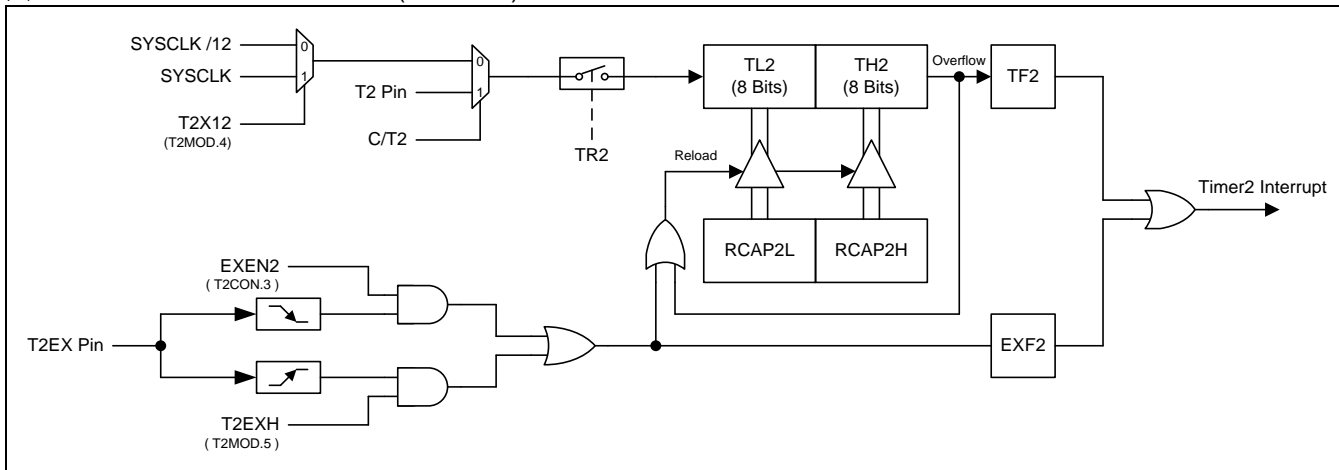 SYSCLK /12
0
SYSCLK
1
T2X12
(T2MOD.4)
0
T2 Pin
1
C/T2
TR2
TL2
(8 Bits)
TH2
(8 Bits)
Overflow
TF2
Reload
RCAP2L
RCAP2H
Timer2 Interrupt
EXEN2
( T2CON.3 )
T2EX Pin
EXF2
T2EXH
( T2MOD.5 )